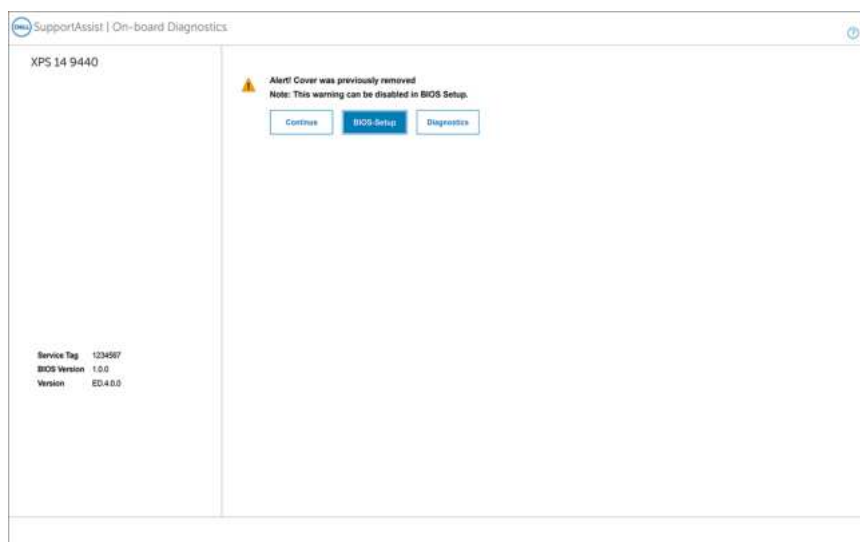 DELL SupportAssist | On-board Diagnostics
XPS 14 9440
Alert! Cover was previously removed
Note: This warning can be disabled in BIOS Setup.
Continue BIOS-Setup Diagnostics
Service Tag 1234567
BIOS Version 1.0.0
Version ED.4.0.0
?